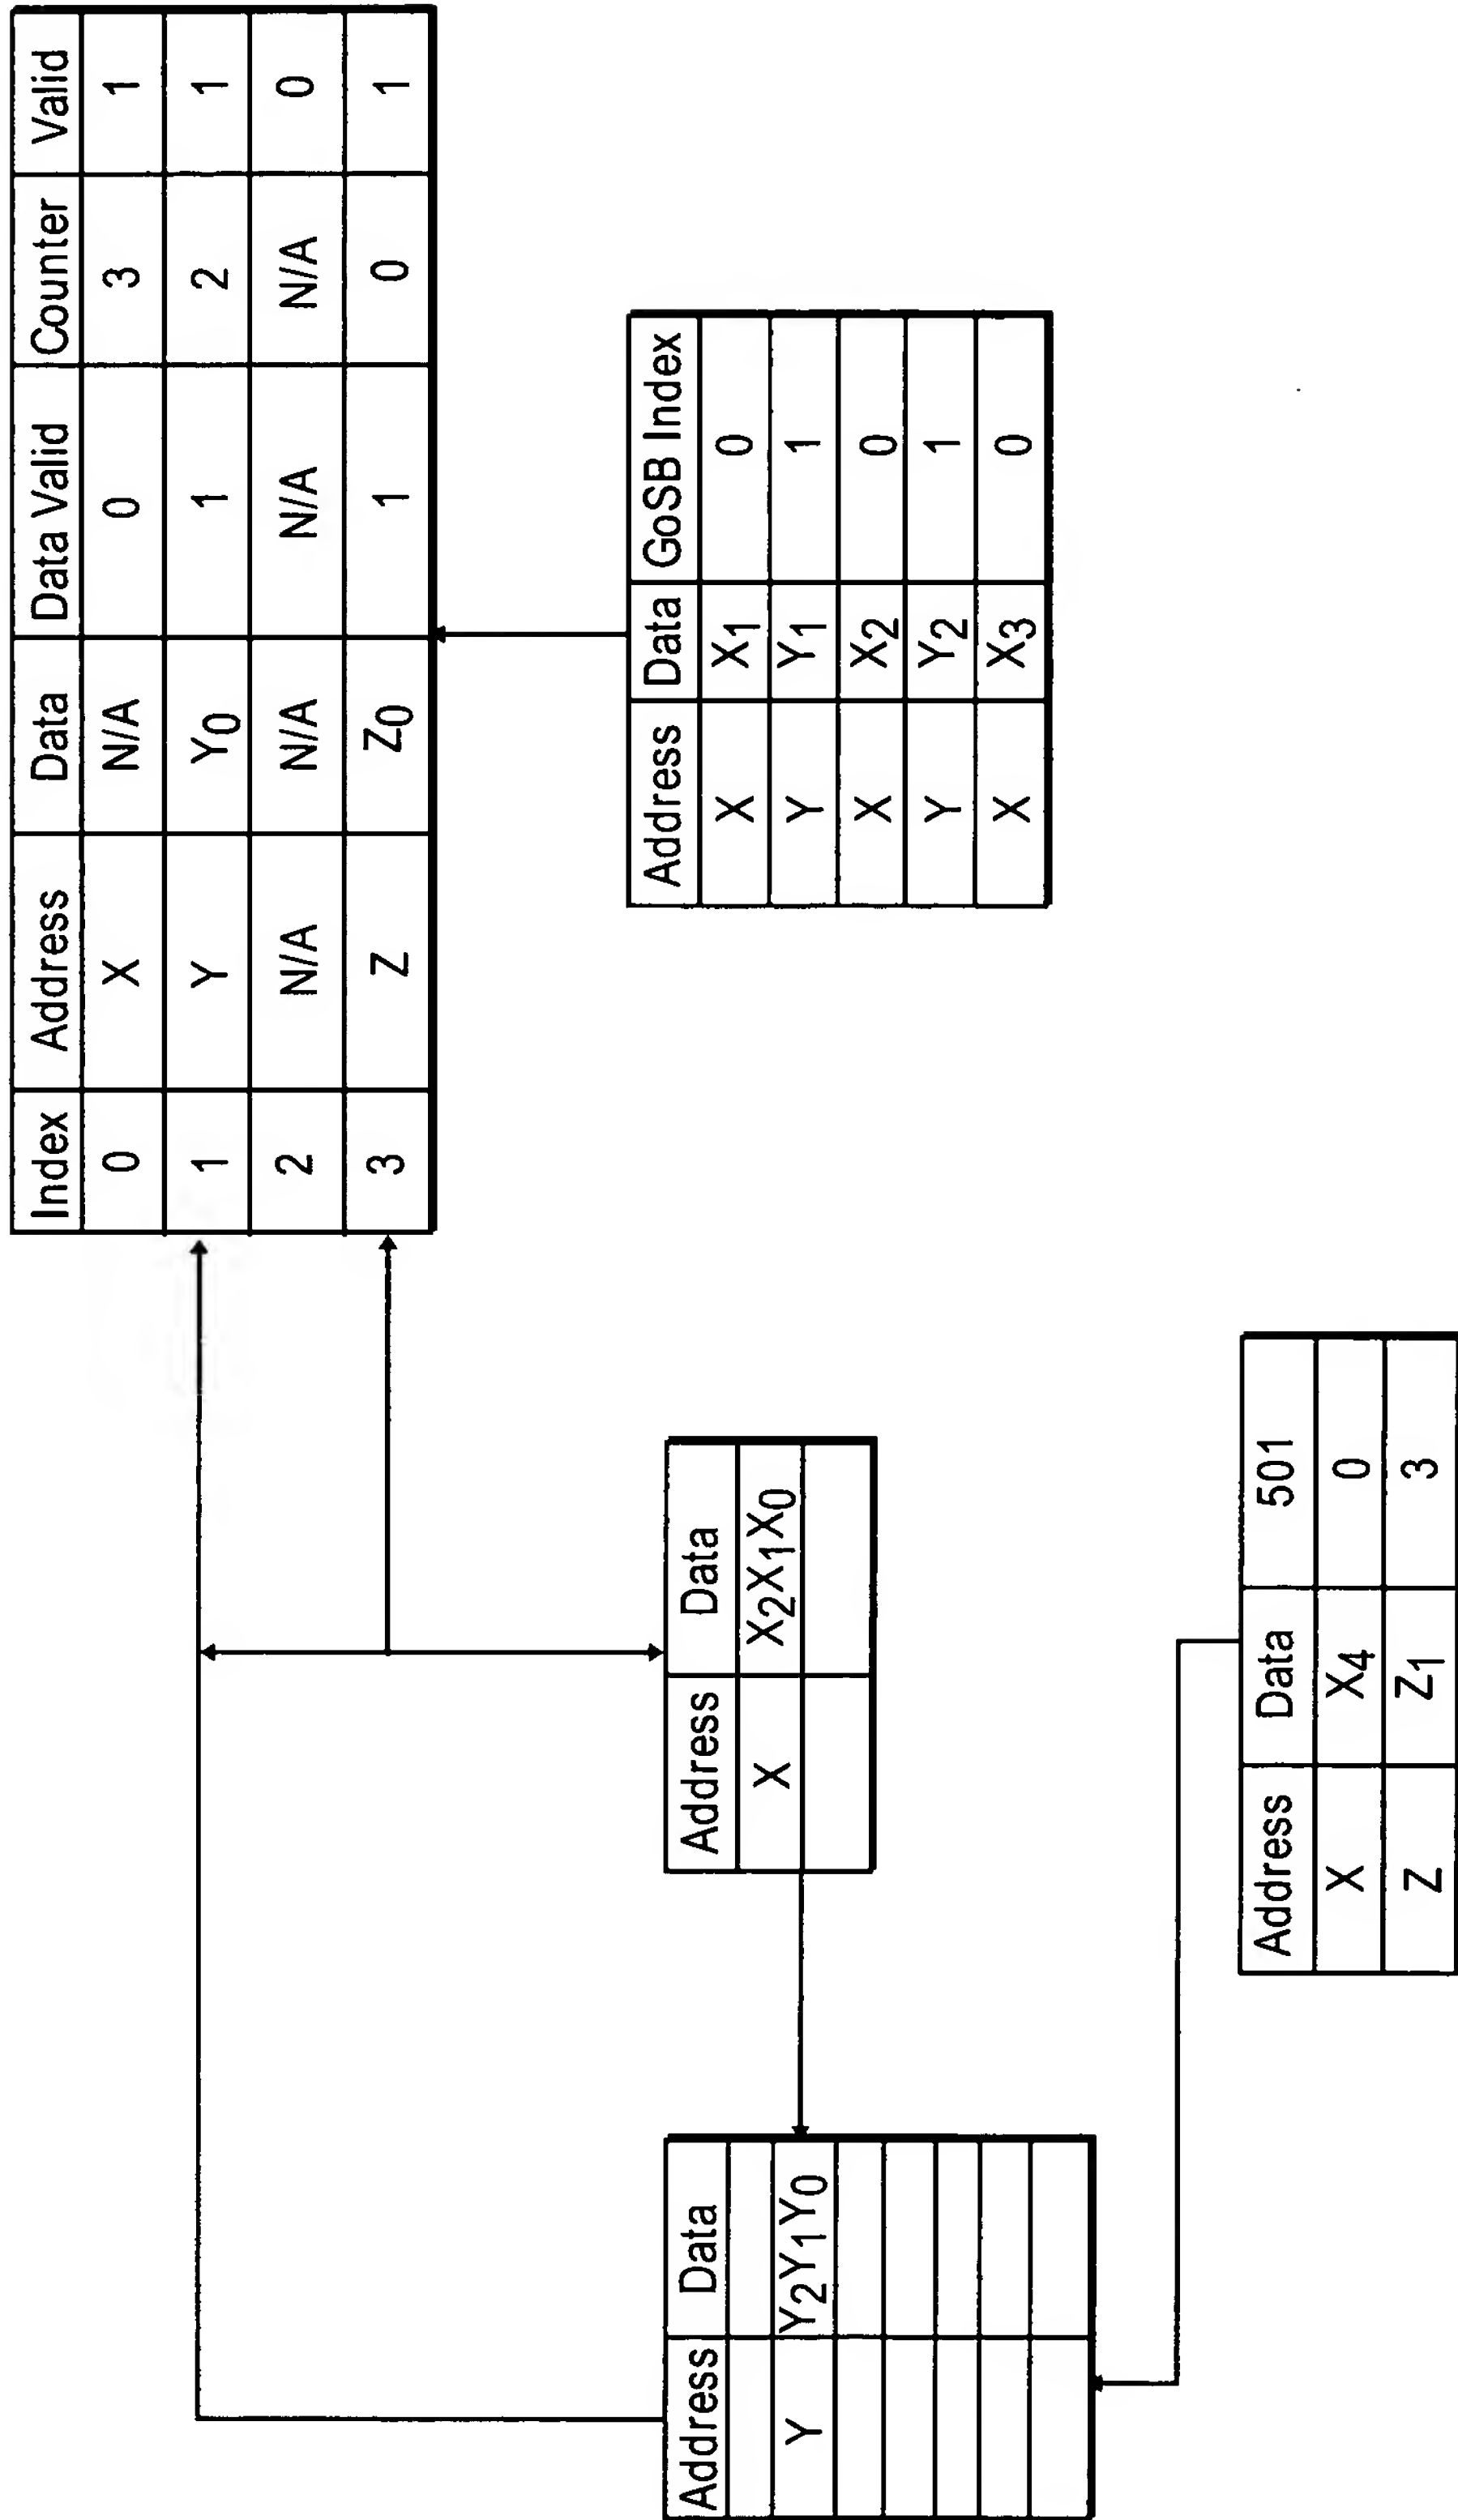 Index Address Data Data Valid Counter Valid
0 X N/A 0 3 1
1 Y Y0 1 2 1
2 N/A N/A N/A N/A 0
3 Z Z0 1 0 1
Address Data GoSB Index
X X1 0
Y Y1 1
X X2 0
Y Y2 1
X X3 0
Address Data
X X2X1X0
Address Data
Y Y2Y1Y0
Address Data 501
X X4 0
Z Z1 3